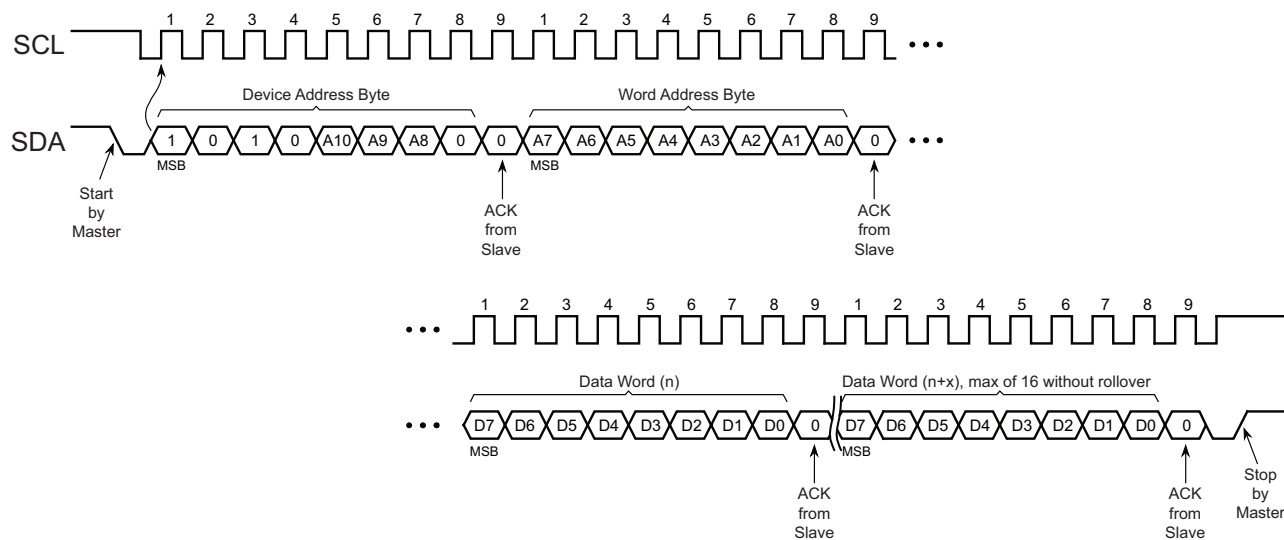 1 2 3 4 5 6 7 8 9 1 2 3 4 5 6 7 8 9
SCL
Device Address Byte Word Address Byte
SDA 1 0 1 0 A10 A9 A8 0 0 A7 A6 A5 A4 A3 A2 A1 A0 0
MSB MSB
Start
by
Master
ACK
from
Slave
ACK
from
Slave
1 2 3 4 5 6 7 8 9 1 2 3 4 5 6 7 8 9
Data Word (n) Data Word (n+x), max of 16 without rollover
D7 D6 D5 D4 D3 D2 D1 D0 0 D7 D6 D5 D4 D3 D2 D1 D0 0
MSB MSB
ACK
from
Slave
ACK
from
Slave
Stop
by
Master